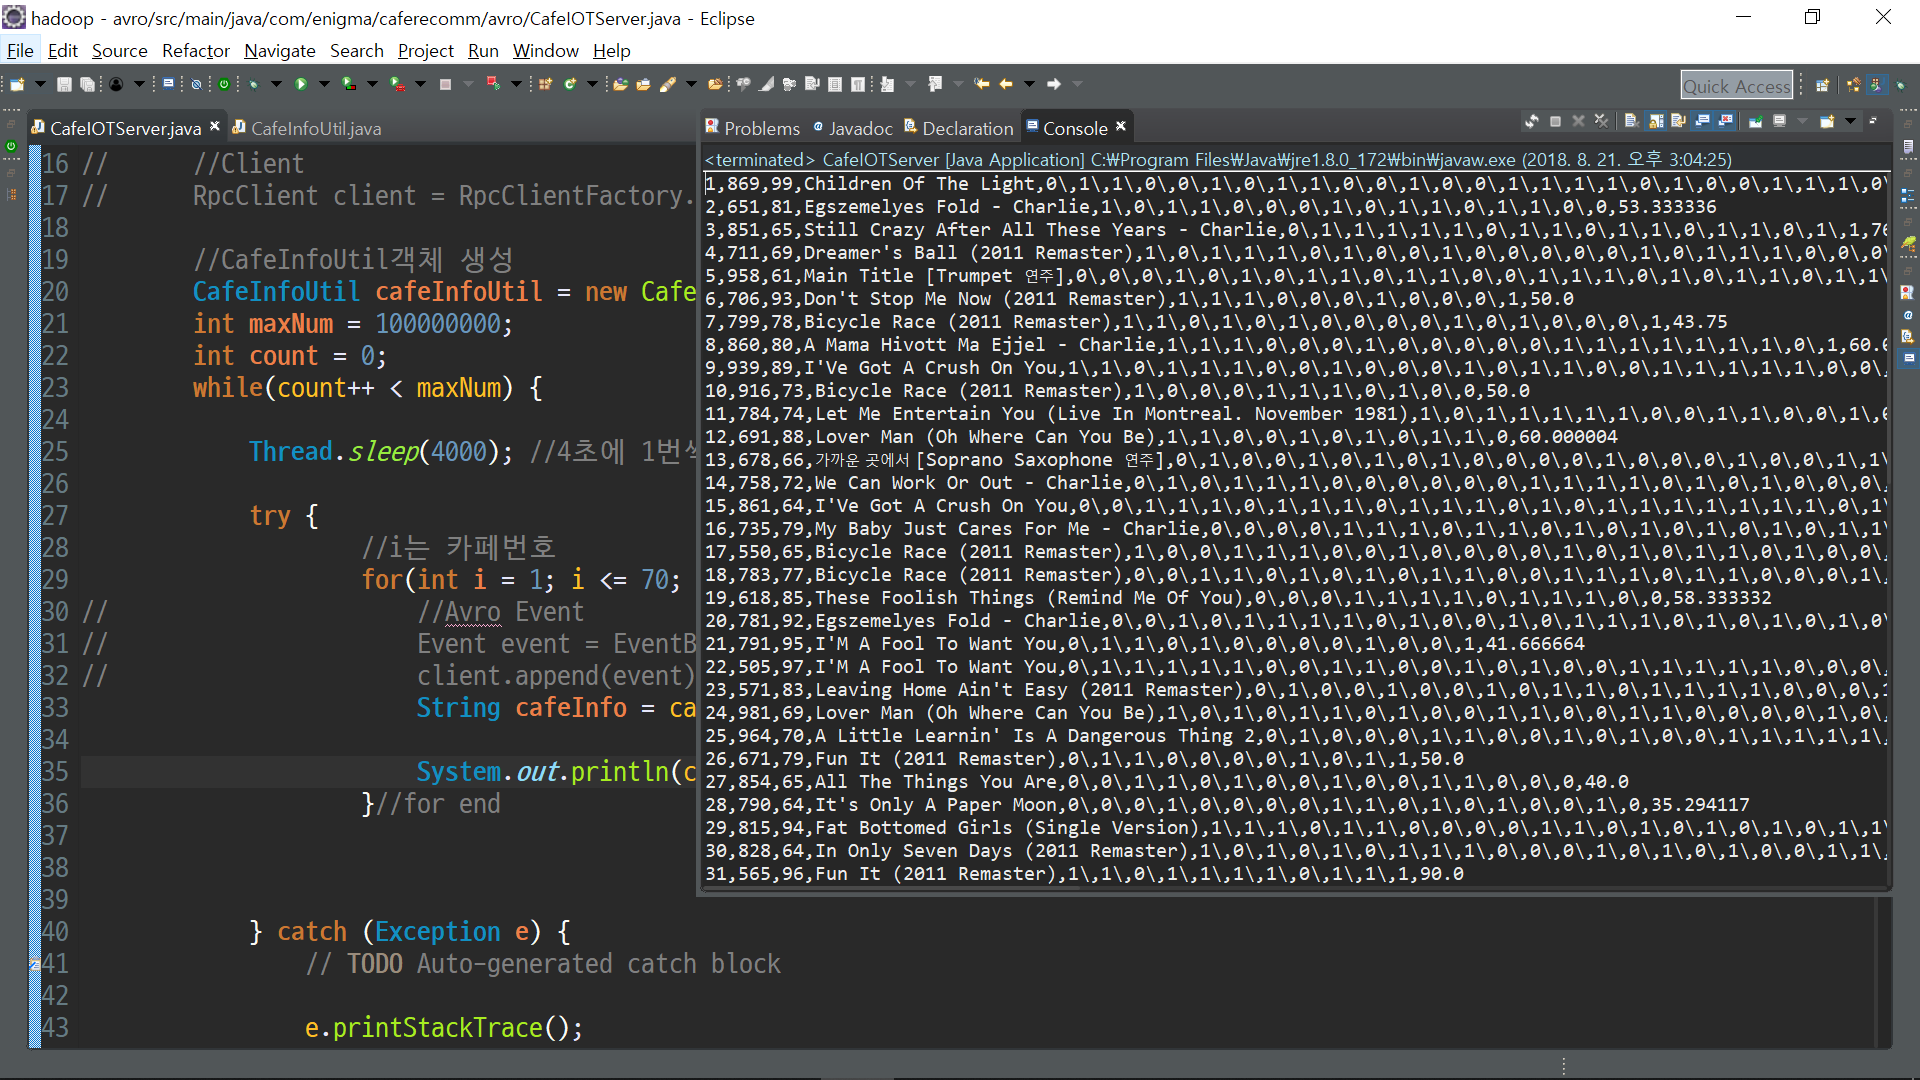 hadoop - avro/src/main/java/com/enigma/caferecomm/avro/CafeIOTServer.java - Eclipse
File Edit Source Refactor Navigate Search Project Run Window Help
Quick Access
CafeIOTServer.java CafeInfoUtil.java
16 // //Client
17 // RpcClient client = RpcClientFactory.
18
19 //CafeInfoUtil객체 생성
20 CafeInfoUtil cafeInfoUtil = new Cafe
21 int maxNum = 100000000;
22 int count = 0;
23 while(count++ < maxNum) {
24
25 Thread.sleep(4000); //4초에 1번씩
26
27 try {
28 //i는 카페번호
29 for(int i = 1; i <= 70;
30 // //Avro Event
31 // Event event = EventB
32 // client.append(event)
33 String cafeInfo = ca
34
35 System.out.println(c
36 }//for end
37
38
39
40 } catch (Exception e) {
41 // TODO Auto-generated catch block
42
43 e.printStackTrace();
Problems Javadoc Declaration Console
<terminated> CafeIOTServer [Java Application] C:₩Program Files₩Java₩jre1.8.0_172₩bin₩javaw.exe (2018. 8. 21. 오후 3:04:25)
1,869,99,Children Of The Light,0\,1\,1\,0\,0\,1\,0\,1\,1\,0\,0\,1\,0\,0\,1\,1\,1\,1\,0\,1\,0\,0\,1\,1\,1\,0\
2,651,81,Egszemelyes Fold - Charlie,1\,0\,1\,1\,0\,0\,0\,1\,0\,1\,1\,0\,1\,1\,0\,0,53.333336
3,851,65,Still Crazy After All These Years - Charlie,0\,1\,1\,1\,1\,1\,0\,1\,1\,0\,1\,0\,1\,1\,0\,1\,1,76
4,711,69,Dreamer's Ball (2011 Remaster),1\,0\,1\,0\,0\,0\,1\,0\,1\,0\,1\,1\,0\,0\,1\,0\,1\,1\,1\,0\,0\
5,958,61,Main Title [Trumpet 연주],0\,0\,0\,1\,0\,1\,0\,1\,1\,0\,1\,0\,1\,1\,1\,0\,1\,0\,1\,1\,0\,1\,1\
6,706,93,Don't Stop Me Now (2011 Remaster),1\,1\,1\,0\,0\,0\,0\,1\,0\,0\,0\,1,50.0
7,799,78,Bicycle Race (2011 Remaster),1\,1\,0\,1\,1\,0\,0\,0\,0\,1\,0\,1\,0\,0\,0\,1,43.75
8,860,80,A Mama Hivott Ma Ejjel - Charlie,1\,1\,1\,0\,0\,0\,0\,0\,0\,0\,1\,1\,1\,1\,1\,1\,1\,0\,1,60.0
9,939,89,I'Ve Got A Crush On You,1\,1\,0\,1\,0\,1\,0\,0\,1\,1\,0\,1\,1\,0\,1\,0\,0\,1\,1\,1\,1\,0\,0\
10,916,73,Bicycle Race (2011 Remaster),1\,0\,0\,1\,1\,1\,0\,1\,0\,0,50.0
11,784,74,Let Me Entertain You (Live In Montreal. November 1981),1\,0\,1\,1\,1\,1\,0\,0\,1\,1\,0\,0\,1\,0
12,691,88,Lover Man (Oh Where Can You Be),1\,1\,0\,0\,1\,0\,1\,1\,1\,0,60.000004
13,678,66,가까운 곳에서 [Soprano Saxophone 연주],0\,1\,0\,0\,0\,0\,0\,1\,0\,1\,0\,0\,0\,0\,1\,0\,0\,1\,1\
14,758,72,We Can Work Or Out - Charlie,0\,1\,0\,1\,1\,1\,0\,0\,0\,0\,0\,1\,0\,0\,1\,0\,1\,0\,1\,0\,0\,
15,861,64,I'Ve Got A Crush On You,0\,0\,1\,1\,1\,0\,1\,1\,1\,0\,1\,1\,0\,1\,0\,1\,1\,1\,1\,1\,0\,1\
16,735,79,My Baby Just Cares For Me - Charlie,0\,0\,0\,0\,1\,1\,1\,0\,1\,1\,0\,1\,0\,0\,1\,0\,1\,0\,1\,1\
17,550,65,Bicycle Race (2011 Remaster),1\,0\,0\,1\,0\,1\,1\,0\,0\,0\,1\,0\,0\,1\,0\,1\,1\,0\,1\,0\,0\,
18,783,77,Bicycle Race (2011 Remaster),0\,0\,1\,1\,0\,1\,0\,1\,1\,0\,1\,0\,1\,0\,1\,1\,0\,0\,0\,1\,
19,618,85,These Foolish Things (Remind Me Of You),0\,0\,0\,1\,1\,1\,1\,0\,1\,1\,1\,0\,0,58.333332
20,781,92,Egszemelyes Fold - Charlie,0\,0\,1\,0\,1\,1\,0\,1\,0\,0\,1\,1\,0\,1\,0\,0\,0\,1\,0\,1\,0\
21,791,95,I'M A Fool To Want You,0\,1\,1\,0\,1\,0\,0\,0\,1\,0\,0\,1,41.666664
22,505,97,I'M A Fool To Want You,0\,1\,1\,1\,1\,1\,0\,0\,1\,0\,0\,1\,0\,1\,0\,0\,1\,1\,1\,1\,0\,0\,0\,
23,571,83,Leaving Home Ain't Easy (2011 Remaster),0\,1\,0\,0\,1\,0\,1\,0\,1\,1\,0\,1\,1\,1\,1\,0\,0\,0\,1
24,981,69,Lover Man (Oh Where Can You Be),1\,0\,1\,0\,1\,0\,1\,0\,0\,1\,0\,1\,0\,0\,0\,0\,0\,1\,0\,
25,964,70,A Little Learnin' Is A Dangerous Thing 2,0\,1\,0\,0\,1\,1\,0\,1\,1\,0\,1\,0\,1\,0\,1\,1\,1\,1\,
26,671,79,Fun It (2011 Remaster),0\,1\,1\,0\,0\,0\,0\,1\,0\,1\,1,50.0
27,854,65,All The Things You Are,0\,0\,1\,0\,1\,0\,0\,0\,1\,0\,1\,1\,0\,0\,0,40.0
28,790,64,It's Only A Paper Moon,0\,0\,1\,0\,0\,0\,0\,1\,1\,0\,1\,0\,0\,1\,0\,1\,0,35.294117
29,815,94,Fat Bottomed Girls (Single Version),1\,1\,1\,0\,1\,1\,0\,0\,0\,0\,1\,0\,1\,1\,0\,1\,0\,1\,1\
30,828,64,In Only Seven Days (2011 Remaster),1\,0\,1\,0\,1\,1\,1\,0\,0\,0\,1\,0\,1\,0\,1\,0\,0\,1\,1\,
31,565,96,Fun It (2011 Remaster),1\,1\,0\,1\,1\,1\,1\,0\,1\,1\,1,90.0